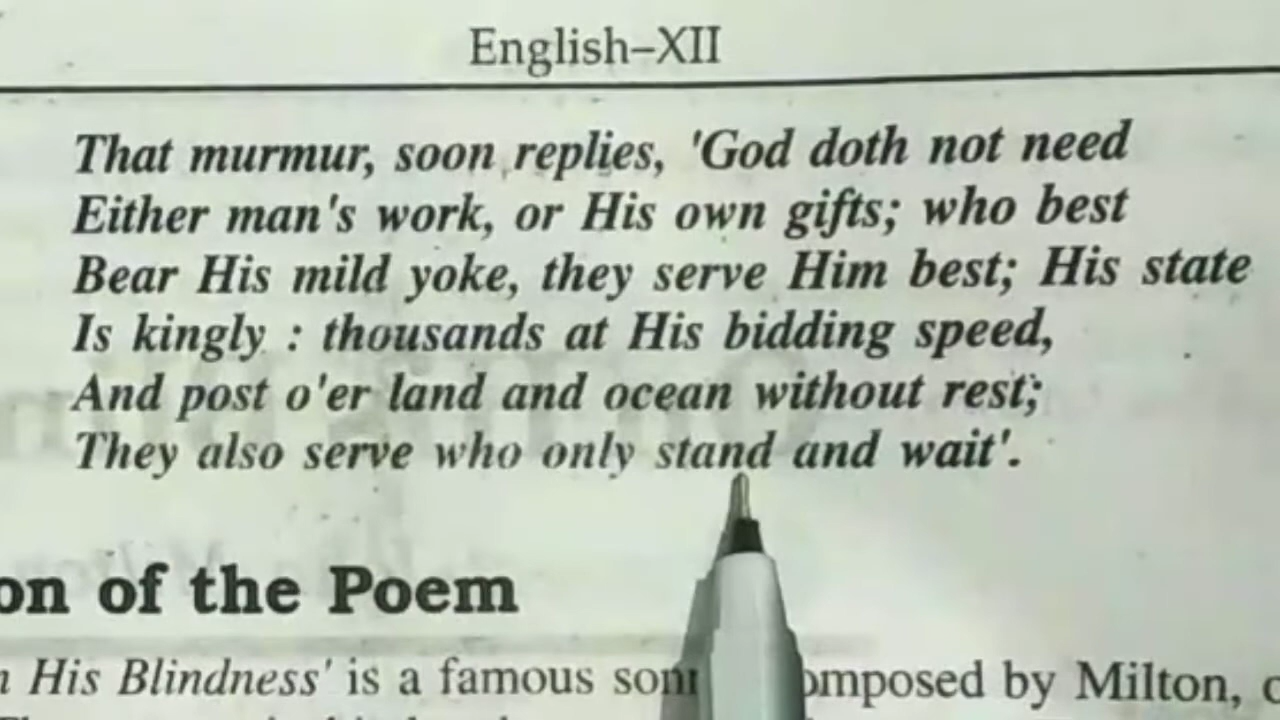 English–XII
That murmur, soon replies, 'God doth not need
Either man's work, or His own gifts; who best
Bear His mild yoke, they serve Him best; His state
Is kingly : thousands at His bidding speed,
And post o'er land and ocean without rest;
They also serve who only stand and wait'.
of the Poem
His Blindness' is a famous composed by Milton,